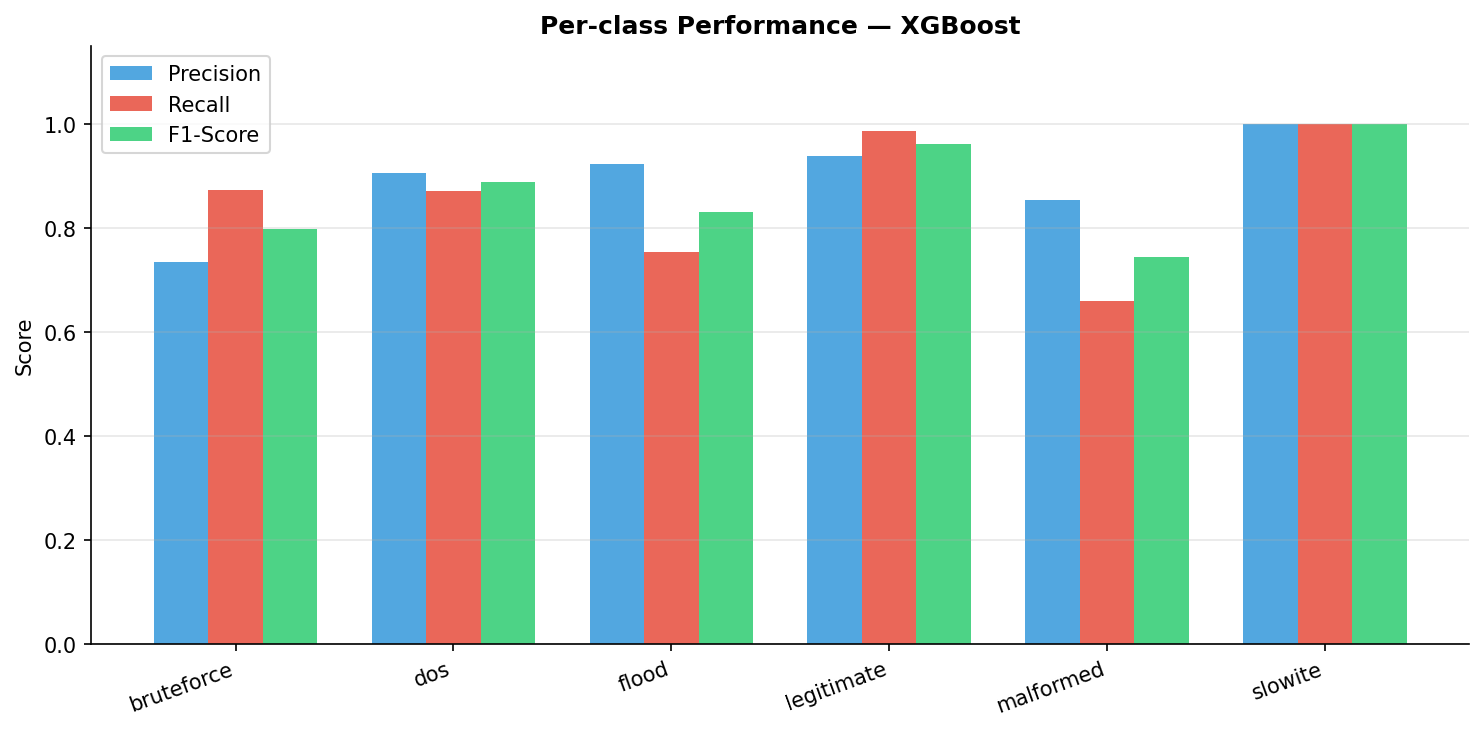 Per-class Performance — XGBoost
Precision
Recall
F1-Score
Score
1.0
0.8
0.6
0.4
0.2
0.0
bruteforce
dos
flood
legitimate
malformed
slowite